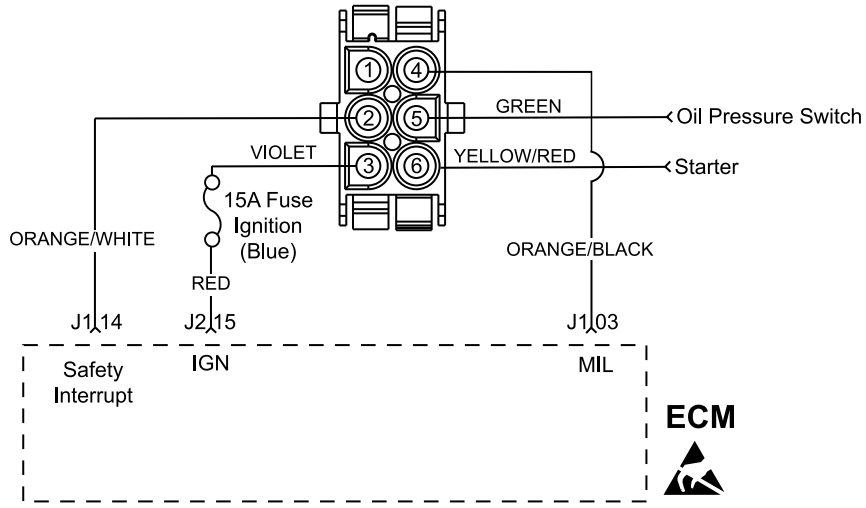 1
4
2
5
3
6
GREEN
Oil Pressure Switch
VIOLET
YELLOW/RED
Starter
15A Fuse
Ignition
(Blue)
ORANGE/WHITE
ORANGE/BLACK
RED
J1 14
J2 15
J1 03
Safety
Interrupt
IGN
MIL
ECM